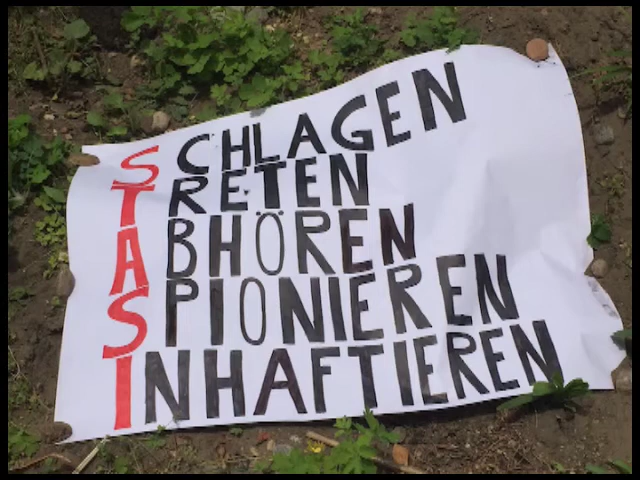 SCHLAGEN
TRETEN
ABHÖREN
SPIONIEREN
INHAFTIEREN